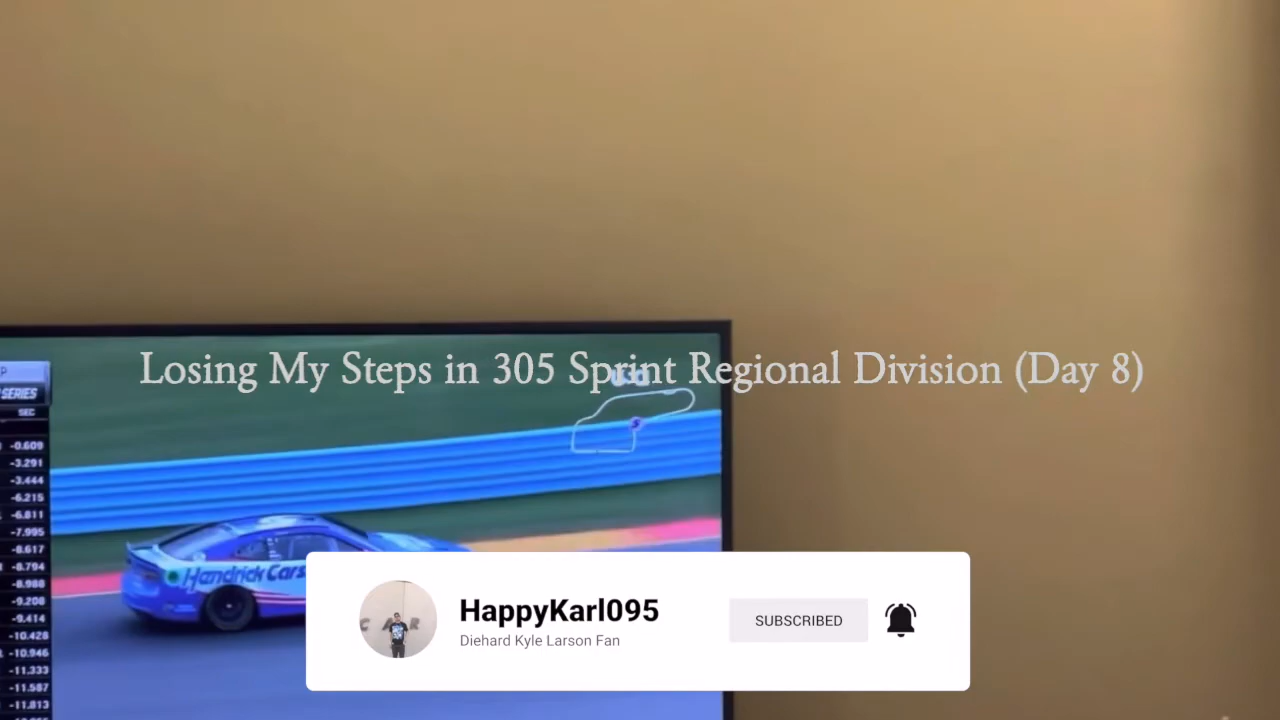 Losing My Steps in 305 Sprint Regional Division (Day 8)
SERIES
SEC
-0.609
-3.291
-3.444
-6.215
-6.811
-7.995
-8.617
-8.794
-8.988
-9.208
-9.414
-10.428
-10.946
-11.333
-11.587
-11.813
Hendrick Cars
HappyKarl095
Diehard Kyle Larson Fan
SUBSCRIBED